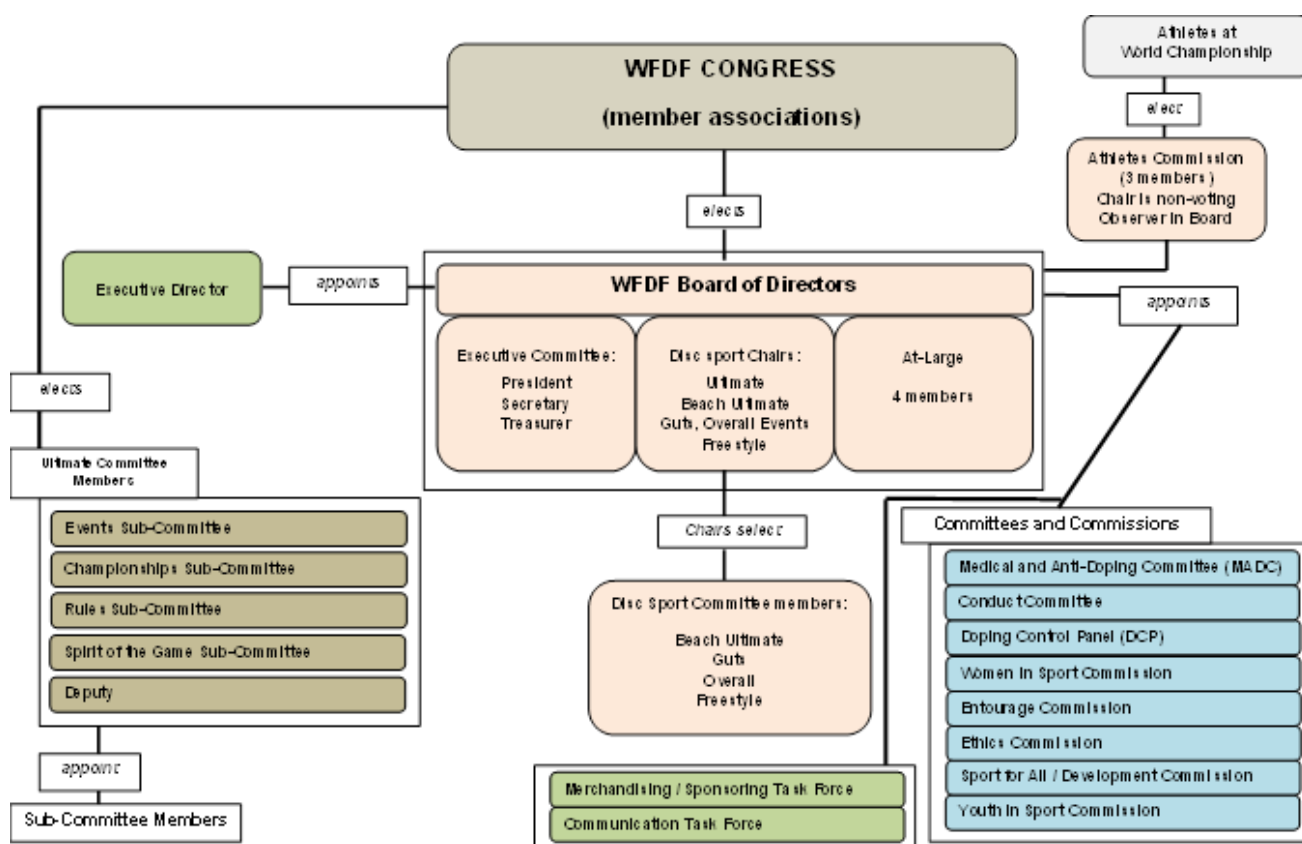 Athletes at
World Championship
WFDF CONGRESS
(member associations)
elect
Athletes Commission
(3 members)
Chair is non-voting
Observer in Board
elects
Executive Director
appoints
WFDF Board of Directors
appoints
Executive Committee:
President
Secretary
Treasurer
Disc sport Chairs:
Ultimate
Beach Ultimate
Guts, Overall Events
Freestyle
At-Large
4 members
elects
Ultimate Committee
Members
Events Sub-Committee
Championships Sub-Committee
Rules Sub-Committee
Spirit of the Game Sub-Committee
Deputy
appoint
Sub-Committee Members
Chairs select
Disc Sport Committee members:
Beach Ultimate
Guts
Overall
Freestyle
Committees and Commissions
Medical and Anti-Doping Committee (MADC)
Conduct Committee
Doping Control Panel (DCP)
Women in Sport Commission
Entourage Commission
Ethics Commission
Sport for All / Development Commission
Youth in Sport Commission
Merchandising / Sponsoring Task Force
Communication Task Force